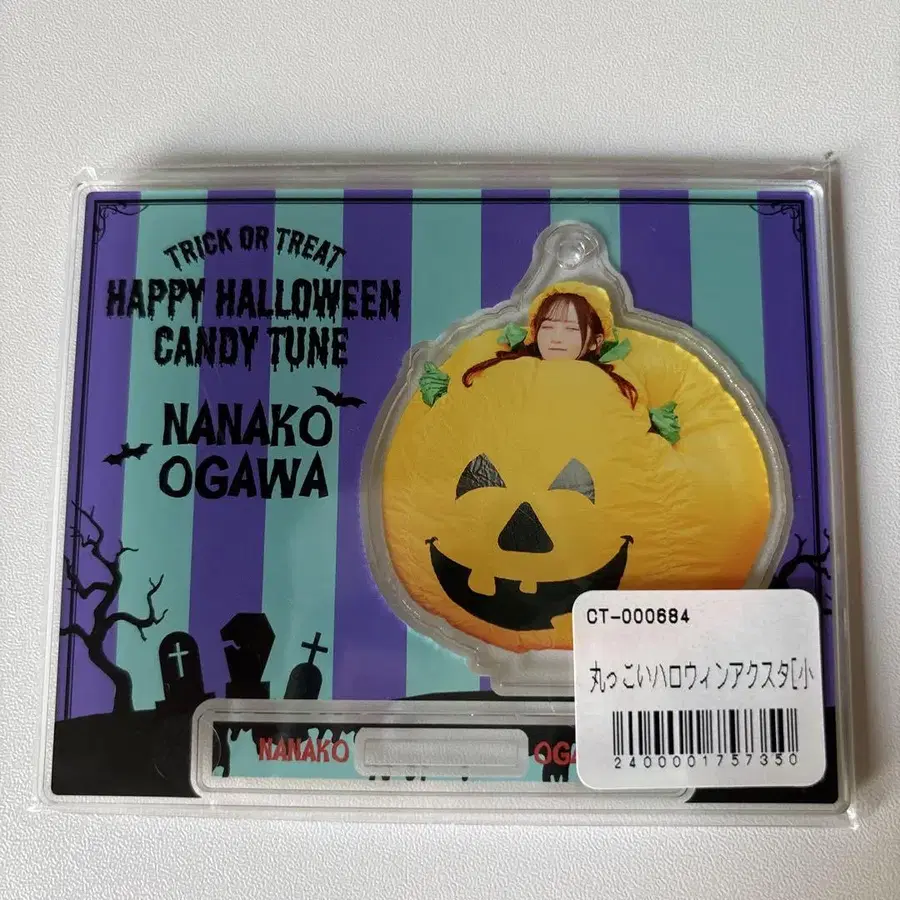 TRICK OR TREAT
HAPPY HALLOWEEN
CANDY TUNE
NANAKO
OGAWA
CT-000684
丸っこいハロウィンアクスタ[小
2400001757350
NANAKO